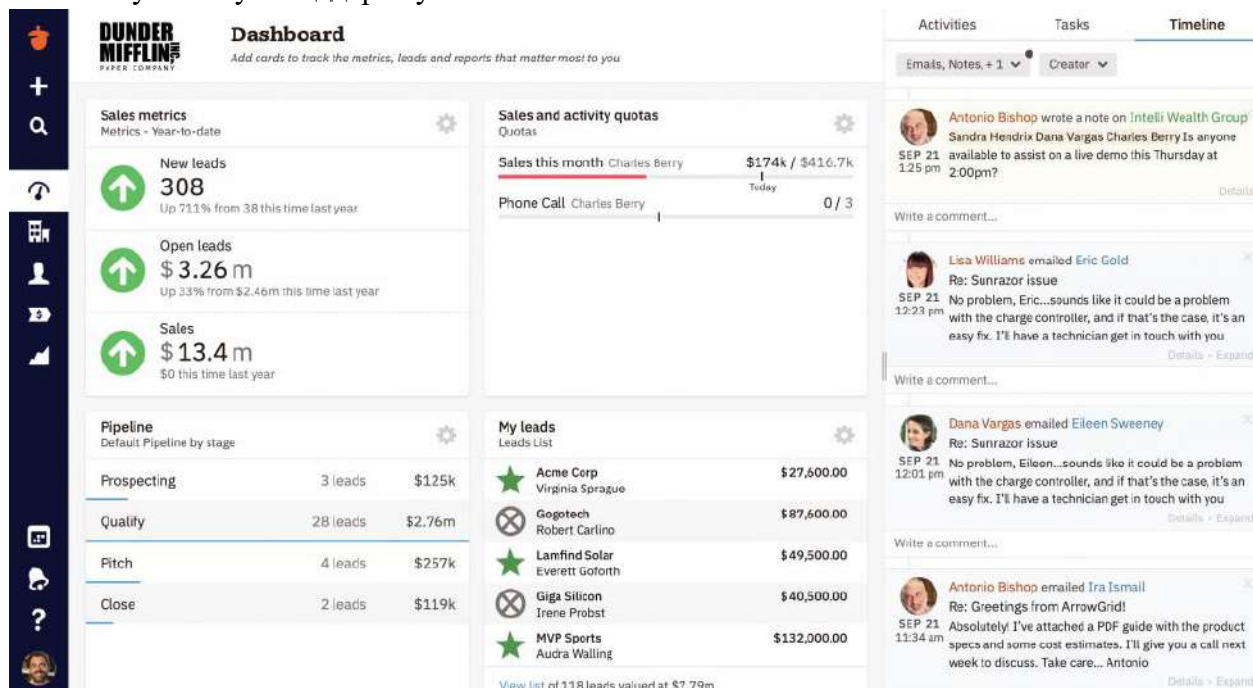 DUNDER
MIFFLIN INC
PAPER COMPANY
Dashboard
Add cards to track the metrics, leads and reports that matter most to you
Sales metrics
Metrics - Year-to-date
New leads
308
Up 711% from 38 this time last year
Open leads
$3.26m
Up 33% from $2.46m this time last year
Sales
$13.4m
$0 this time last year
Sales and activity quotas
Quotas
Sales this month Charles Berry $174k / $416.7k
Today
Phone Call Charles Berry 0 / 3
Pipeline
Default Pipeline by stage
Prospecting 3 leads $125k
Qualify 28 leads $2.76m
Pitch 4 leads $257k
Close 2 leads $119k
My leads
Leads List
Acme Corp $27,600.00
Virginia Sprague
Gogotech $87,600.00
Robert Carlino
Lamfind Solar $49,500.00
Everett Goforth
Giga Silicon $40,500.00
Irene Probst
MVP Sports $132,000.00
Audra Walling
View list of 118 leads valued at $7.79m
Activities Tasks Timeline
Emails, Notes, + 1 Creator
Antonio Bishop wrote a note on Intelli Wealth Group
Sandra Hendrix Dana Vargas Charles Berry Is anyone
SEP 21 available to assist on a live demo this Thursday at
1:25 pm 2:00pm?
Details
Write a comment...
Lisa Williams emailed Eric Gold
Re: Sunrazor issue
SEP 21 No problem, Eric...sounds like it could be a problem
12:23 pm with the charge controller, and if that's the case, it's an
easy fix. I'll have a technician get in touch with you
Details - Expand
Write a comment...
Dana Vargas emailed Eileen Sweeney
Re: Sunrazor issue
SEP 21 No problem, Eileen...sounds like it could be a problem
12:01 pm with the charge controller, and if that's the case, it's an
easy fix. I'll have a technician get in touch with you
Details - Expand
Write a comment...
Antonio Bishop emailed Ira Ismail
Re: Greetings from ArrowGrid!
SEP 21 Absolutely! I've attached a PDF guide with the product
11:34 am specs and some cost estimates. I'll give you a call next
week to discuss. Take care... Antonio
Details - Expand